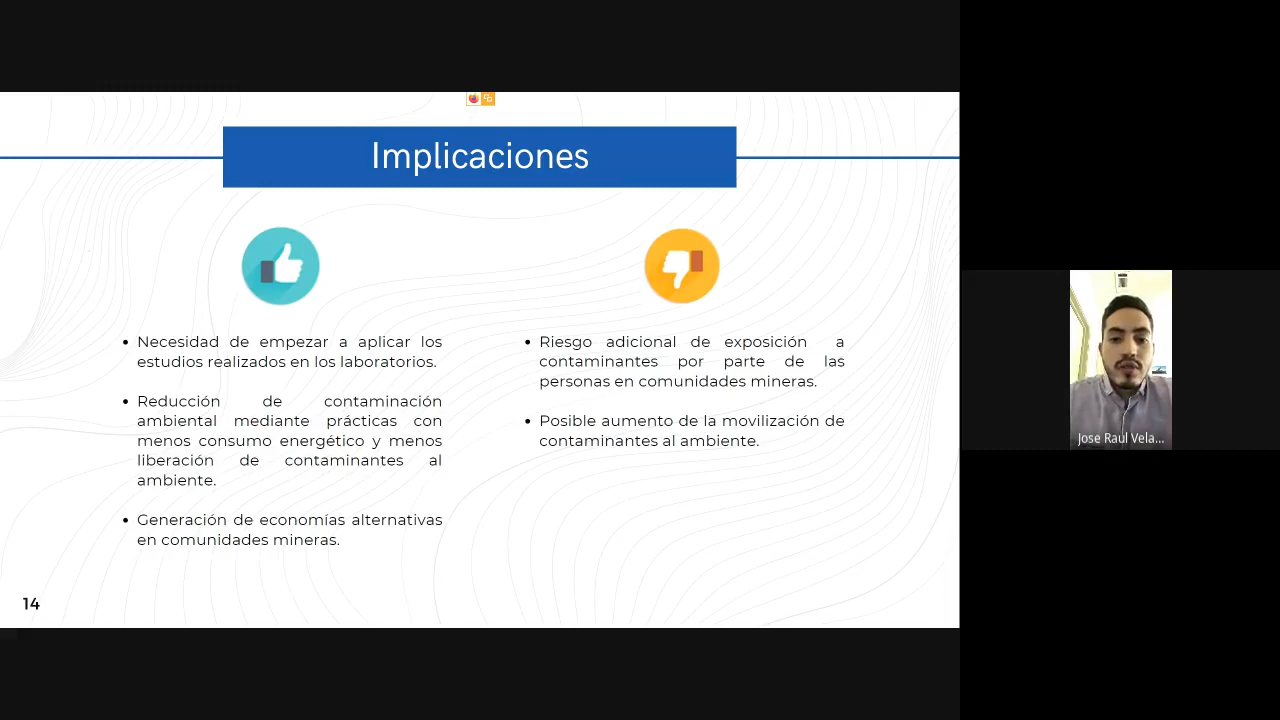 Implicaciones
Necesidad de empezar a aplicar los
estudios realizados en los laboratorios.
Reducción de contaminación
ambiental mediante prácticas con
menos consumo energético y menos
liberación de contaminantes al
ambiente.
Generación de economías alternativas
en comunidades mineras.
Riesgo adicional de exposición a
contaminantes por parte de las
personas en comunidades mineras.
Posible aumento de la movilización de
contaminantes al ambiente.
14
Jose Raul Vela...